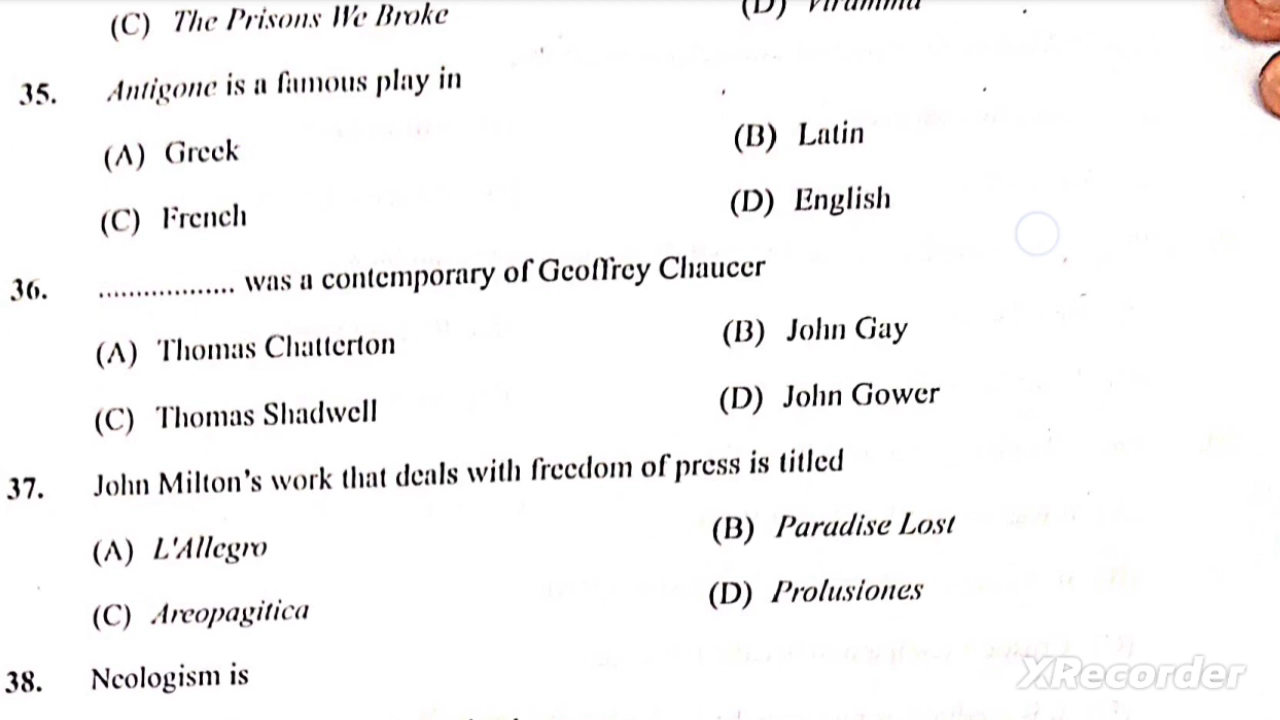 (C) The Prisons We Broke
(D) Viramma
35. Antigone is a famous play in
(A) Greek
(B) Latin
(C) French
(D) English
36. .................. was a contemporary of Geoffrey Chaucer
(A) Thomas Chatterton
(B) John Gay
(C) Thomas Shadwell
(D) John Gower
37. John Milton's work that deals with freedom of press is titled
(A) L'Allegro
(B) Paradise Lost
(C) Areopagitica
(D) Prolusiones
38. Neologism is
XRecorder